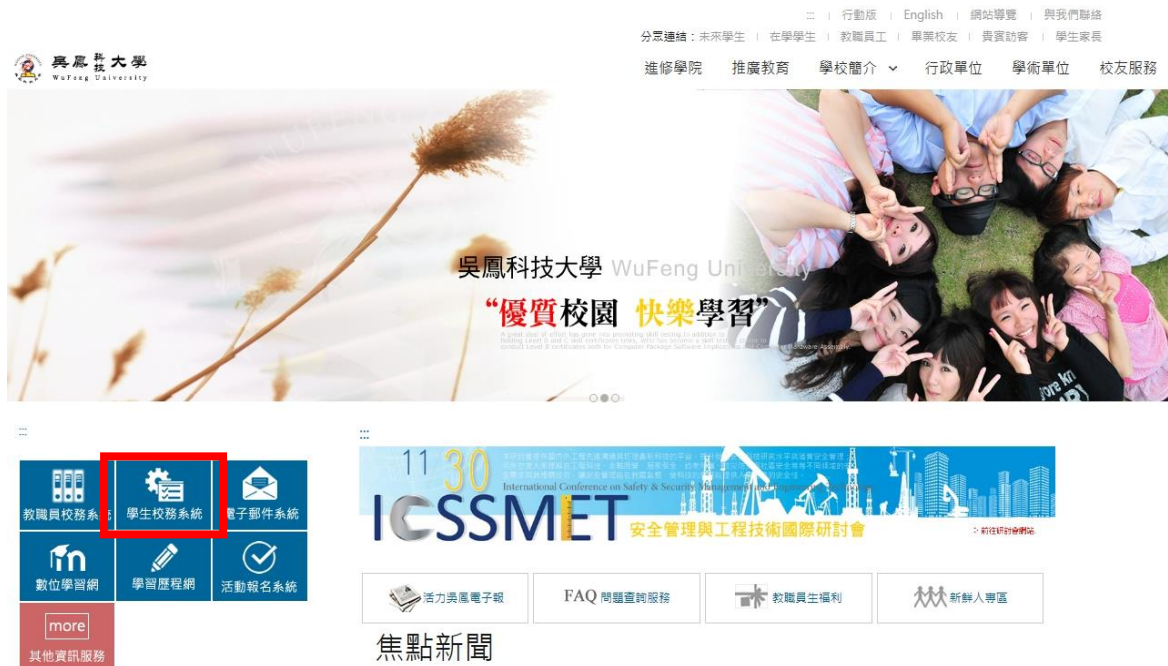 ::: | 行動版 | English | 網站導覽 | 與我們聯絡
分眾連結：未來學生 | 在學學生 | 教職員工 | 畢業校友 | 貴賓訪客 | 學生家長
吳鳳科技大學
WuFeng University
進修學院 推廣教育 學校簡介 行政單位 學術單位 校友服務
吳鳳科技大學 WuFeng University
“優質校園 快樂學習”
:::
教職員校務系統
學生校務系統
電子郵件系統
數位學習網
學習歷程網
活動報名系統
more
其他資訊服務
:::
11 30
International Conference on Safety & Security Management and
ICSSMET
安全管理與工程技術國際研討會
> 前往研討會網站
活力吳鳳電子報
FAQ 問題查詢服務
教職員生福利
新鮮人專區
焦點新聞